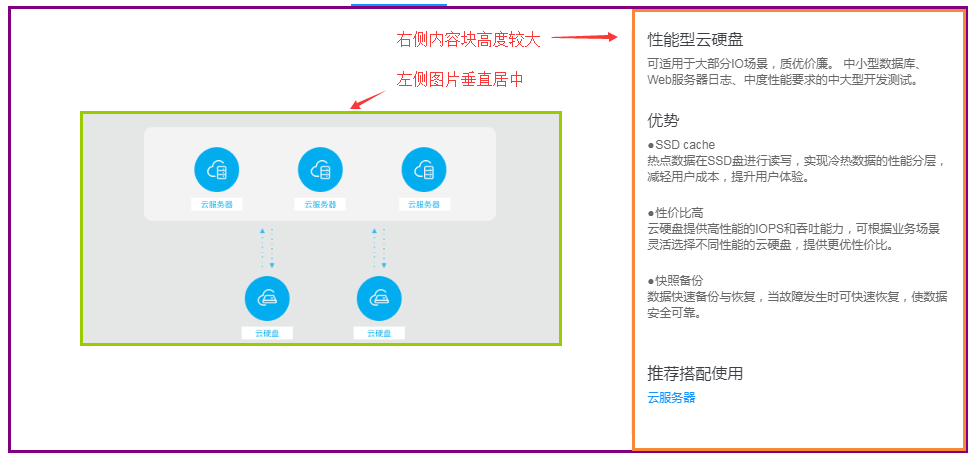 右侧内容块高度较大
左侧图片垂直居中
云服务器
云服务器
云服务器
云硬盘
云硬盘
性能型云硬盘
可适用于大部分IO场景，质优价廉。 中小型数据库、
Web服务器日志、中度性能要求的中大型开发测试。
优势
●SSD cache
热点数据在SSD盘进行读写，实现冷热数据的性能分层，
减轻用户成本，提升用户体验。
●性价比高
云硬盘提供高性能的IOPS和吞吐能力，可根据业务场景
灵活选择不同性能的云硬盘，提供更优性价比。
●快照备份
数据快速备份与恢复，当故障发生时可快速恢复，使数据
安全可靠。
推荐搭配使用
云服务器